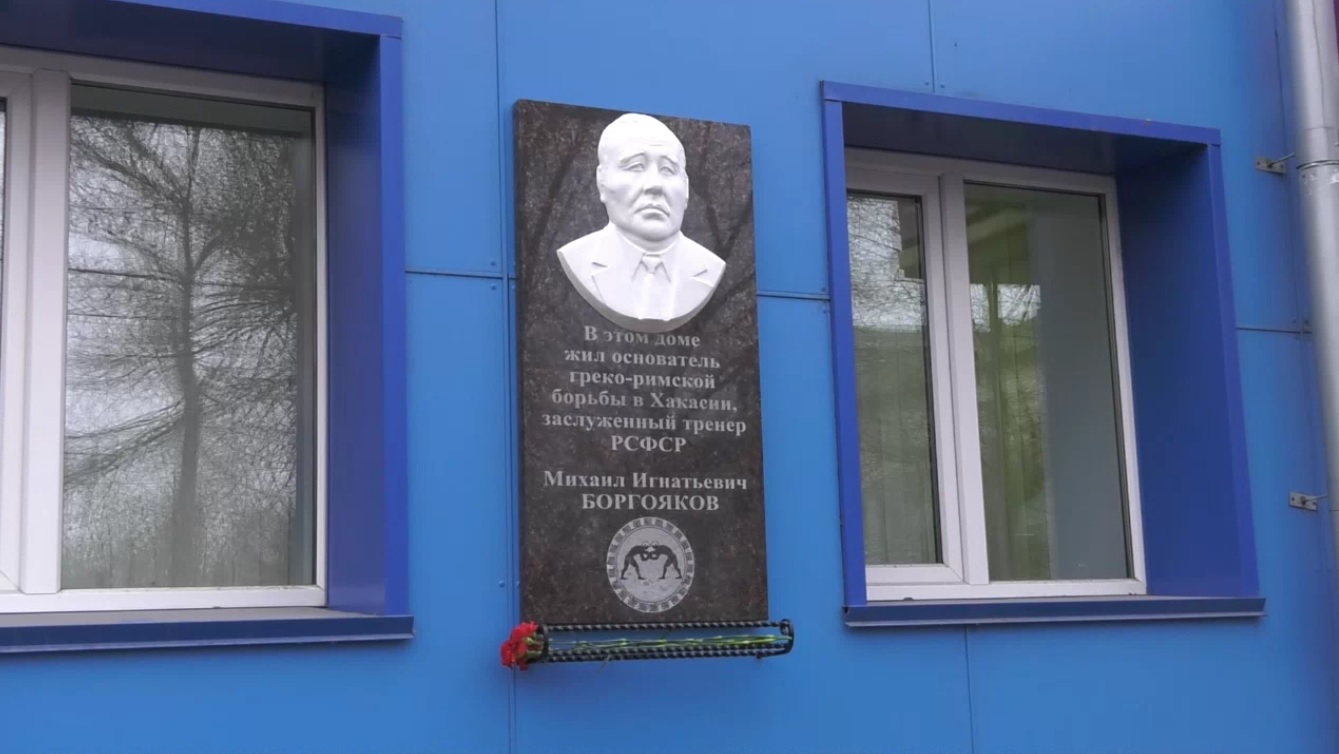 В этом доме
жил основатель
греко-римской
борьбы в Хакасии,
заслуженный тренер
РСФСР
Михаил Игнатьевич
БОРГОЯКОВ